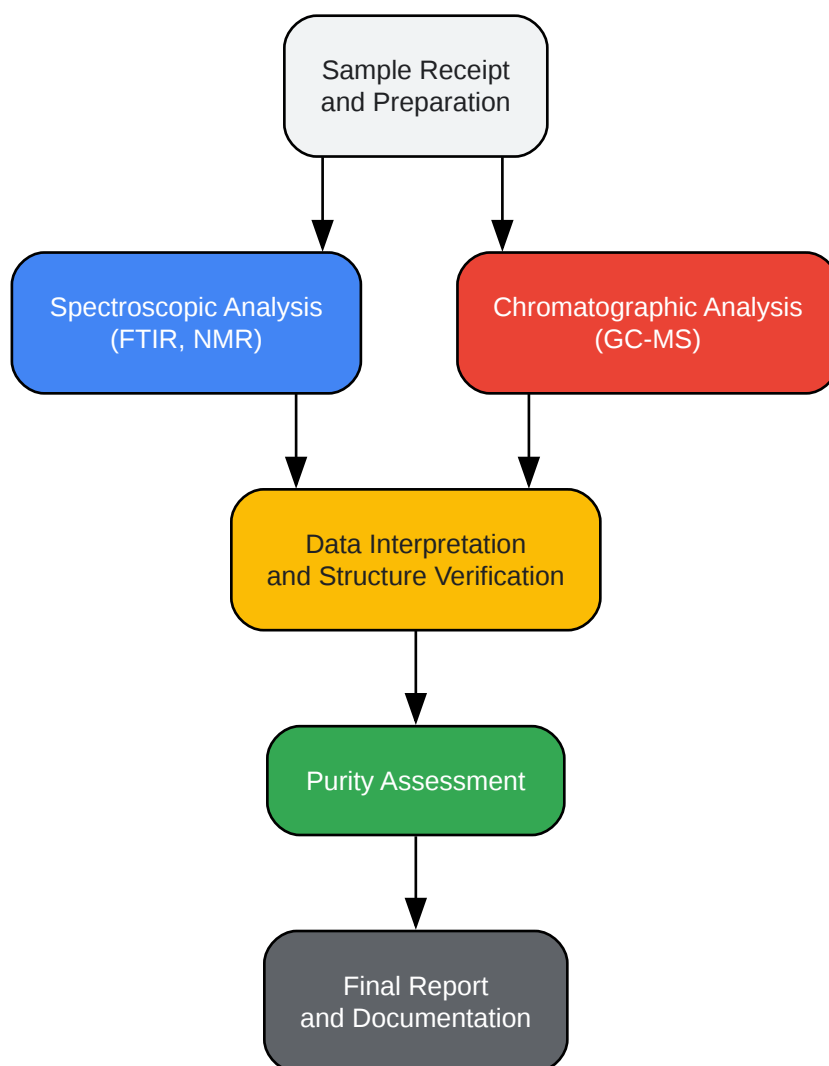 Sample Receipt
and Preparation
Spectroscopic Analysis
(FTIR, NMR)
Chromatographic Analysis
(GC-MS)
Data Interpretation
and Structure Verification
Purity Assessment
Final Report
and Documentation